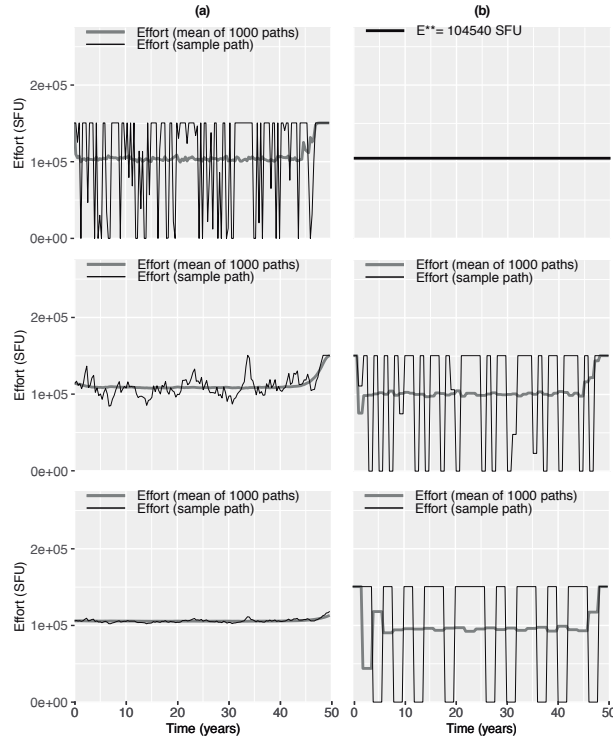 (a)
(b)
Effort (mean of 1000 paths)
Effort (sample path)
E**= 104540 SFU
2e+05
1e+05
0e+00
Effort (SFU)
Effort (mean of 1000 paths)
Effort (sample path)
Effort (mean of 1000 paths)
Effort (sample path)
2e+05
1e+05
0e+00
Effort (SFU)
Effort (mean of 1000 paths)
Effort (sample path)
Effort (mean of 1000 paths)
Effort (sample path)
2e+05
1e+05
0e+00
Effort (SFU)
0 10 20 30 40 50
0 10 20 30 40 50
Time (years)
Time (years)